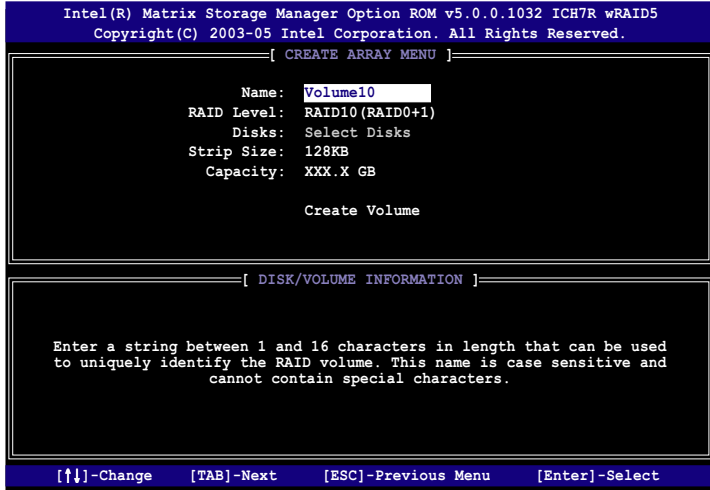 Intel(R) Matrix Storage Manager Option ROM v5.0.0.1032 ICH7R wRAID5
Copyright(C) 2003-05 Intel Corporation. All Rights Reserved.
[ CREATE ARRAY MENU ]
Name: Volume10
RAID Level: RAID10(RAID0+1)
Disks: Select Disks
Strip Size: 128KB
Capacity: XXX.X GB
Create Volume
[ DISK/VOLUME INFORMATION ]
Enter a string between 1 and 16 characters in length that can be used
to uniquely identify the RAID volume. This name is case sensitive and
cannot contain special characters.
[↑↓]-Change [TAB]-Next [ESC]-Previous Menu [Enter]-Select